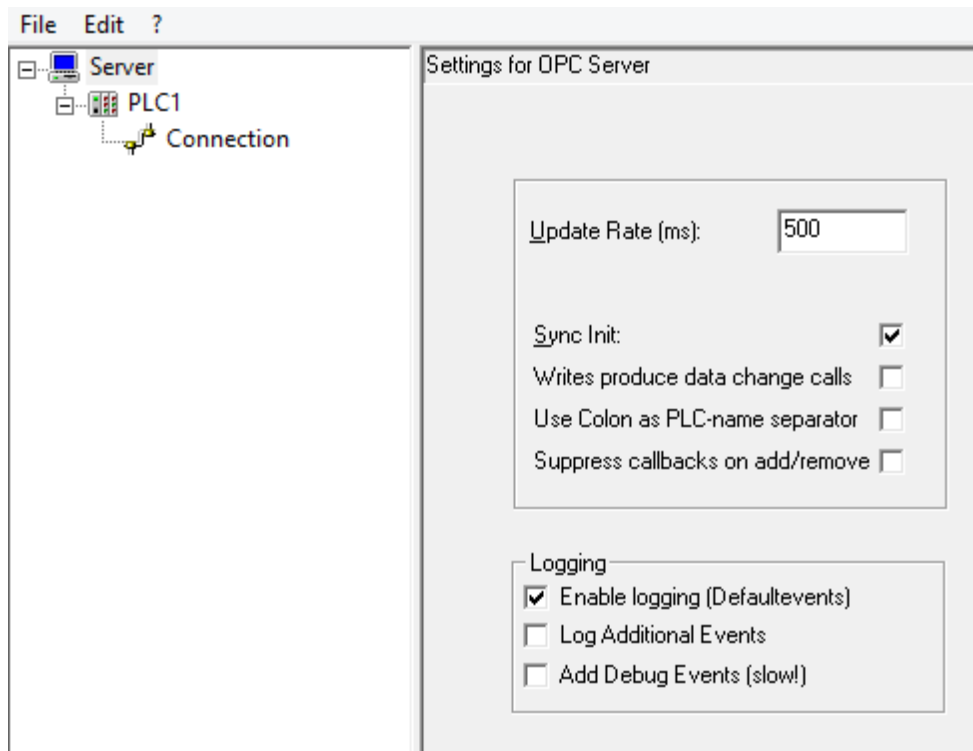 File Edit ?
Server
PLC1
Connection
Settings for OPC Server
Update Rate (ms): 500
Sync Init:
Writes produce data change calls
Use Colon as PLC-name separator
Suppress callbacks on add/remove
Logging
Enable logging (Defaultevents)
Log Additional Events
Add Debug Events (slow!)